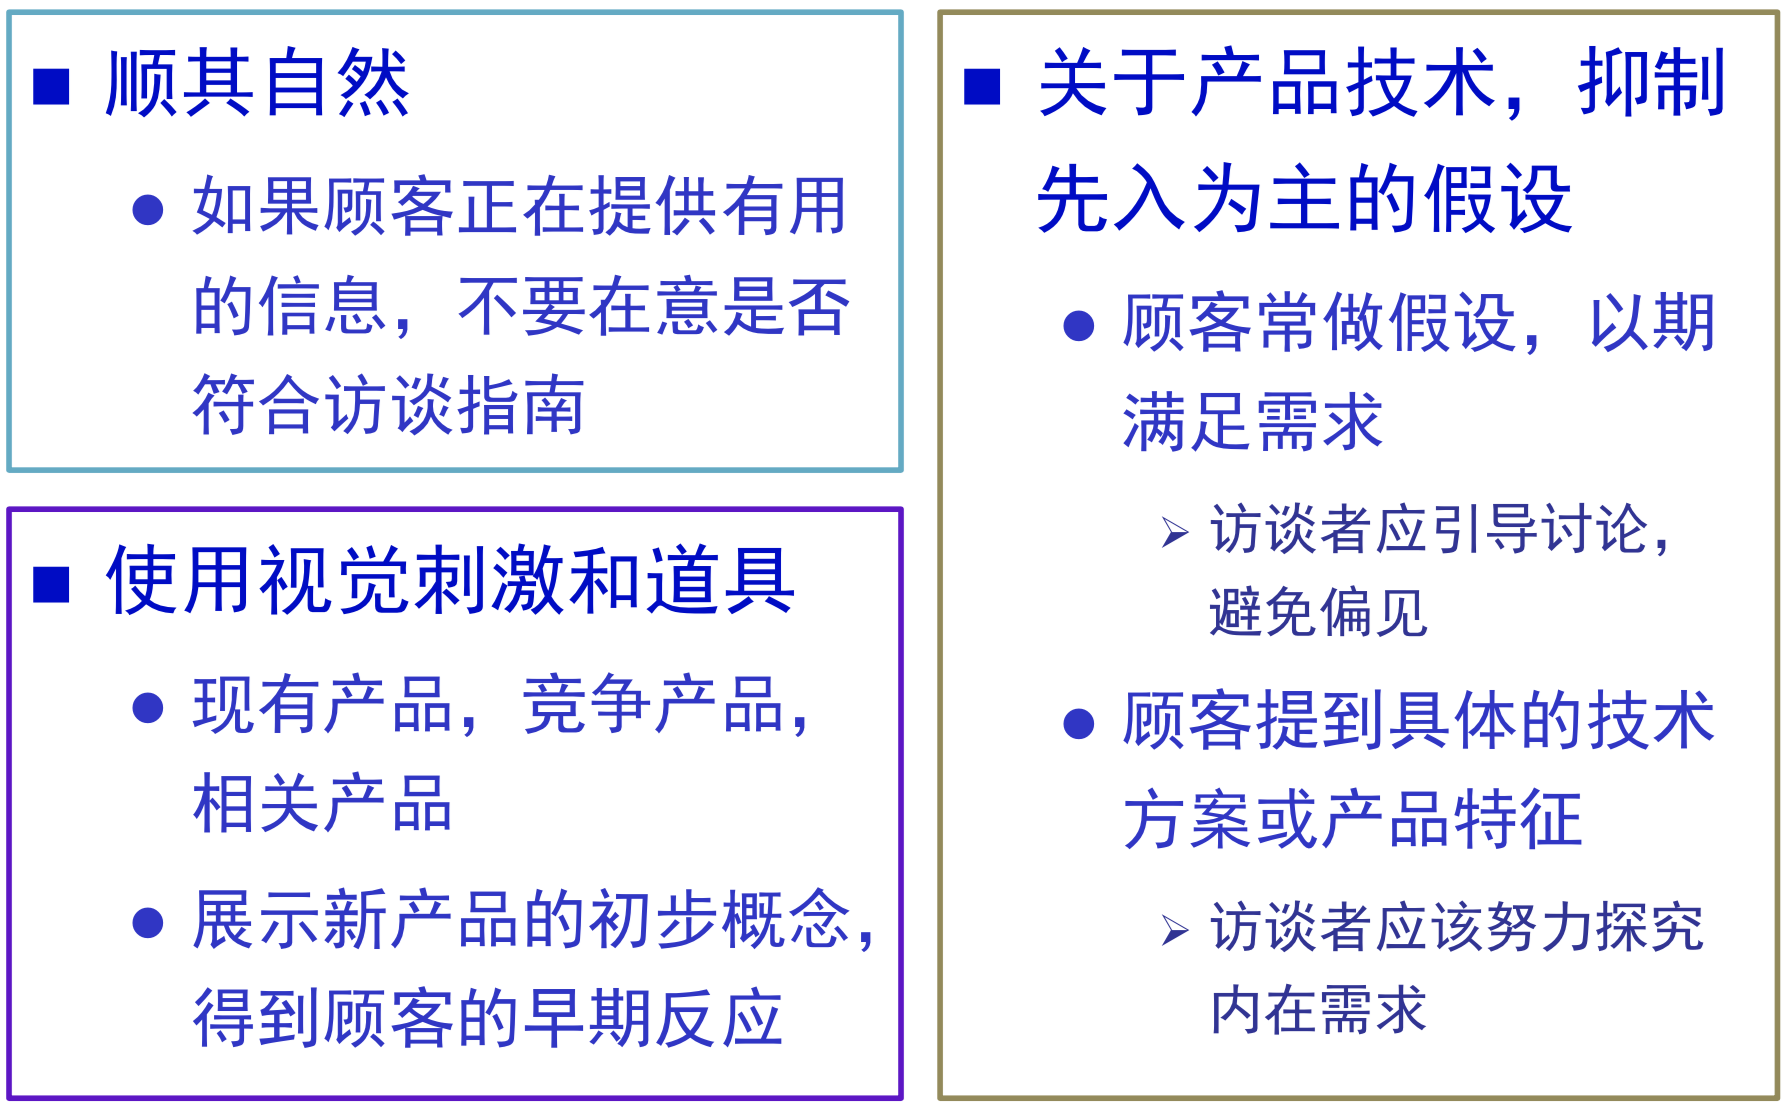 ■ 顺其自然
● 如果顾客正在提供有用
的信息，不要在意是否
符合访谈指南
■ 使用视觉刺激和道具
● 现有产品，竞争产品，
相关产品
● 展示新产品的初步概念，
得到顾客的早期反应
■ 关于产品技术，抑制
先入为主的假设
● 顾客常做假设，以期
满足需求
➢ 访谈者应引导讨论，
避免偏见
● 顾客提到具体的技术
方案或产品特征
➢ 访谈者应该努力探究
内在需求